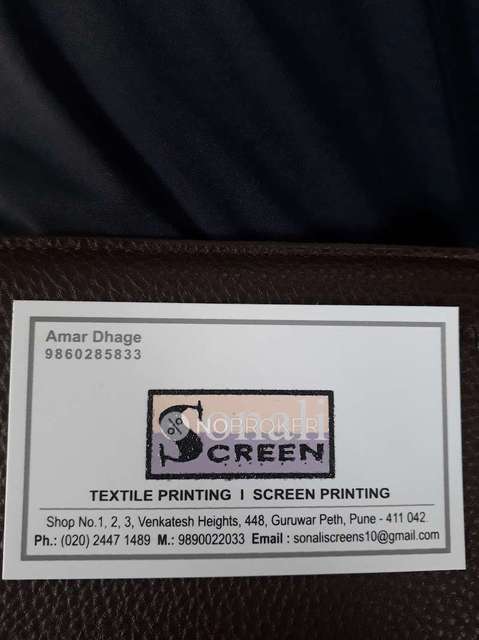 Amar Dhage
9860285833
Sonali
NOBROKER
SCREEN
TEXTILE PRINTING I SCREEN PRINTING
Shop No.1, 2, 3, Venkatesh Heights, 448, Guruwar Peth, Pune - 411 042.
Ph.: (020) 2447 1489 M.: 9890022033 Email : sonaliscreens10@gmail.com